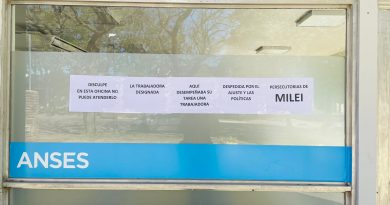 DISCULPE
EN ESTA OFICINA NO
PUEDE ATENDERLO
LA TRABAJADORA
DESIGNADA
AQUÍ
DESEMPEÑABA SU
TAREA UNA
TRABAJADORA
DESPEDIDA POR EL
AJUSTE Y LAS
POLÍTICAS
PERSECUTORIAS DE
MILEI
ANSES